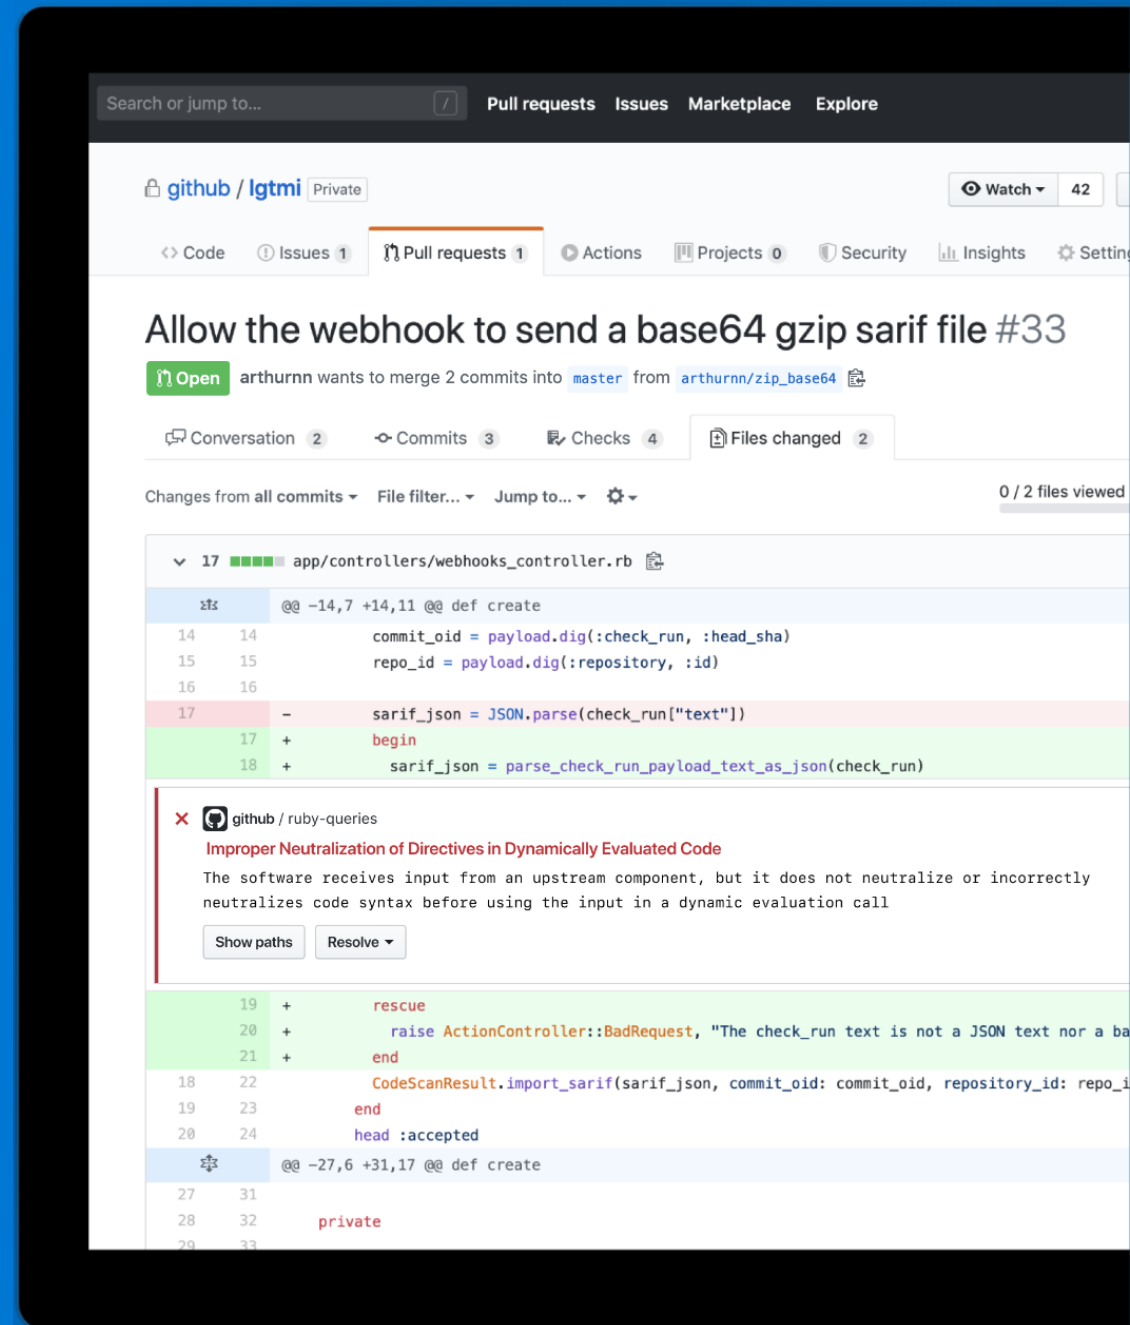 Search or jump to... / Pull requests Issues Marketplace Explore
github / lgtmi Private Watch 42
Code Issues 1 Pull requests 1 Actions Projects 0 Security Insights
Allow the webhook to send a base64 gzip sarif file #33
Open arthurnn wants to merge 2 commits into master from arthurnn/zip_base64
Conversation 2 Commits 3 Checks 4 Files changed 2
Changes from all commits File filter... Jump to... 0 / 2 files viewed
17 app/controllers/webhooks_controller.rb
@@ -14,7 +14,11 @@ def create
14 14 commit_oid = payload.dig(:check_run, :head_sha)
15 15 repo_id = payload.dig(:repository, :id)
16 16
17 - sarif_json = JSON.parse(check_run["text"])
17 + begin
18 + sarif_json = parse_check_run_payload_text_as_json(check_run)
github / ruby-queries
Improper Neutralization of Directives in Dynamically Evaluated Code
The software receives input from an upstream component, but it does not neutralize or incorrectly
neutralizes code syntax before using the input in a dynamic evaluation call
Show paths Resolve
19 + rescue
20 + raise ActionController::BadRequest, "The check_run text is not a JSON text nor a
21 + end
18 22 CodeScanResult.import_sarif(sarif_json, commit_oid: commit_oid, repository_id:
19 23 end
20 24 head :accepted
@@ -27,6 +31,17 @@ def create
27 31
28 32 private
29 33